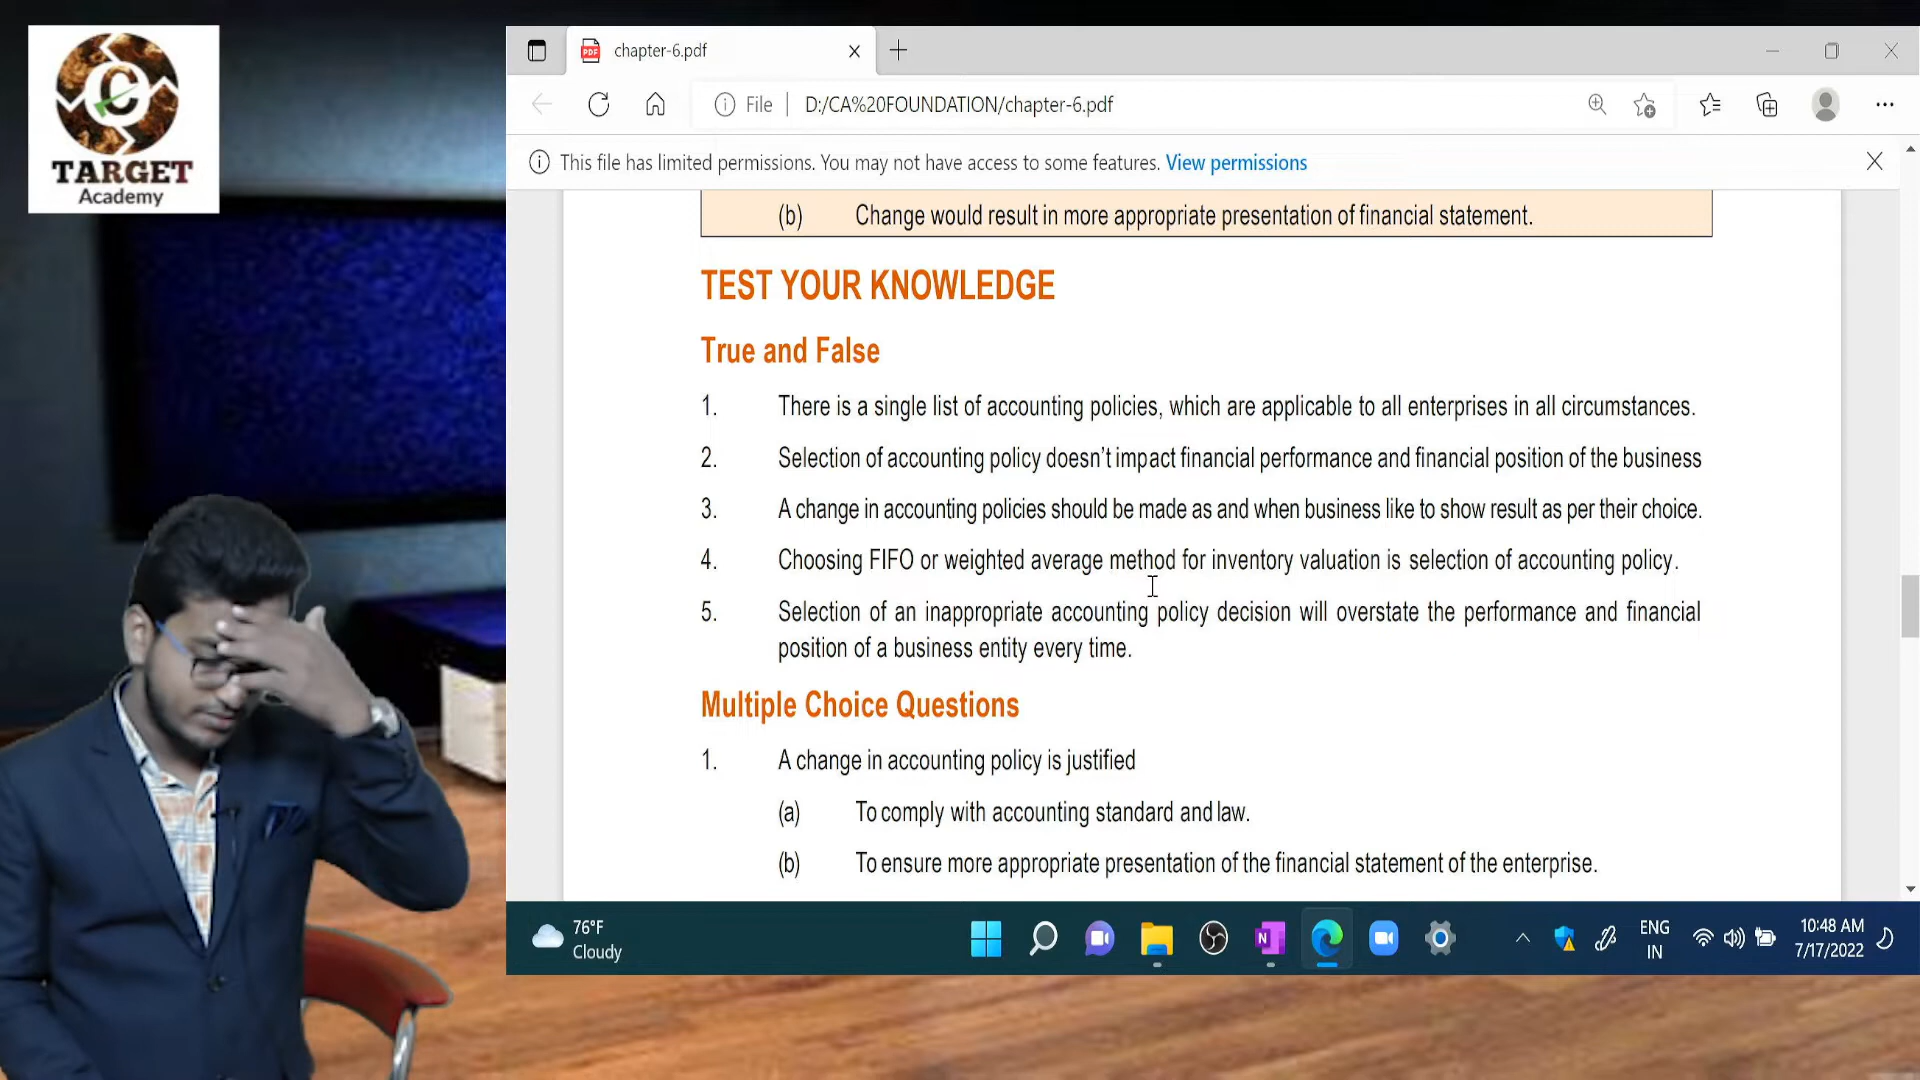 C
TARGET
Academy
chapter-6.pdf
File
D:/CA%20FOUNDATION/chapter-6.pdf
This file has limited permissions. You may not have access to some features. View permissions
(b) Change would result in more appropriate presentation of financial statement.
TEST YOUR KNOWLEDGE
True and False
1. There is a single list of accounting policies, which are applicable to all enterprises in all circumstances.
2. Selection of accounting policy doesn't impact financial performance and financial position of the business
3. A change in accounting policies should be made as and when business like to show result as per their choice.
4. Choosing FIFO or weighted average method for inventory valuation is selection of accounting policy.
5. Selection of an inappropriate accounting policy decision will overstate the performance and financial
position of a business entity every time.
Multiple Choice Questions
1. A change in accounting policy is justified
(a) To comply with accounting standard and law.
(b) To ensure more appropriate presentation of the financial statement of the enterprise.
76°F
Cloudy
ENG
IN
10:48 AM
7/17/2022